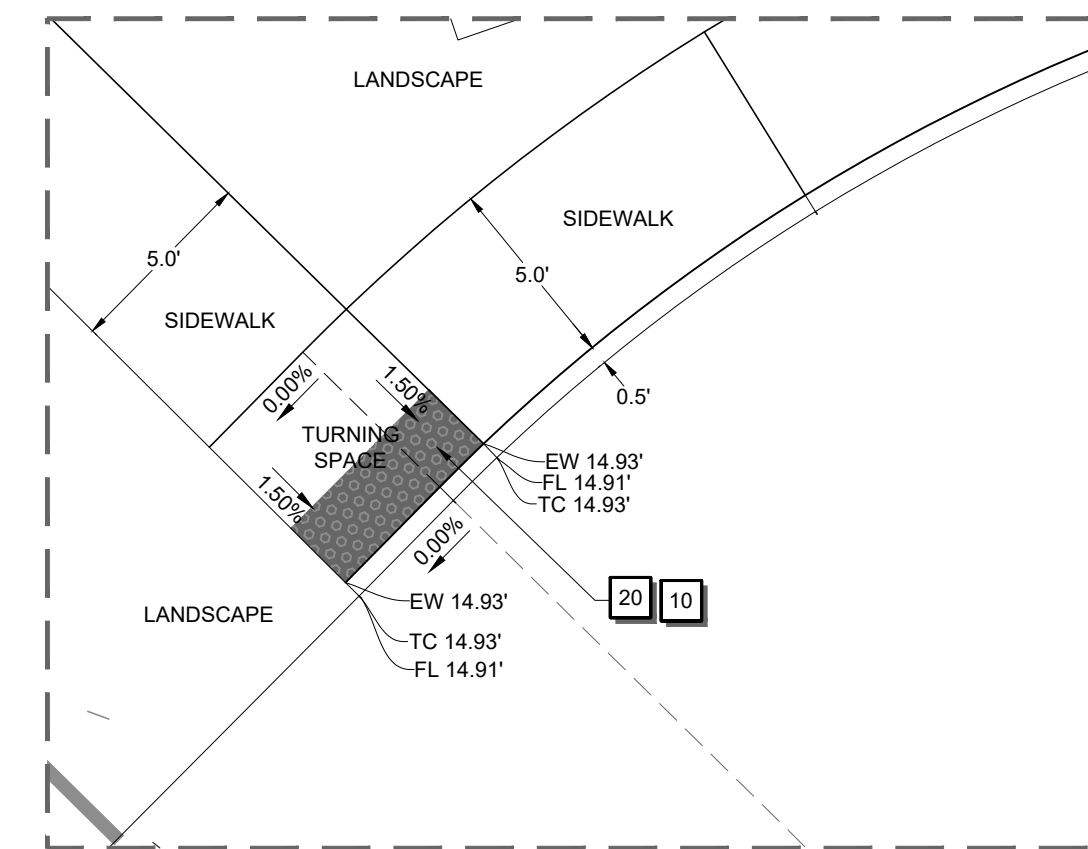 LANDSCAPE
SIDEWALK
5.0'
5.0'
SIDEWALK
1.50%
0.00%
0.5'
TURNING
SPACE
EW 14.93'
FL 14.91'
TC 14.93'
1.50%
0.00%
20 10
EW 14.93'
LANDSCAPE
TC 14.93'
FL 14.91'